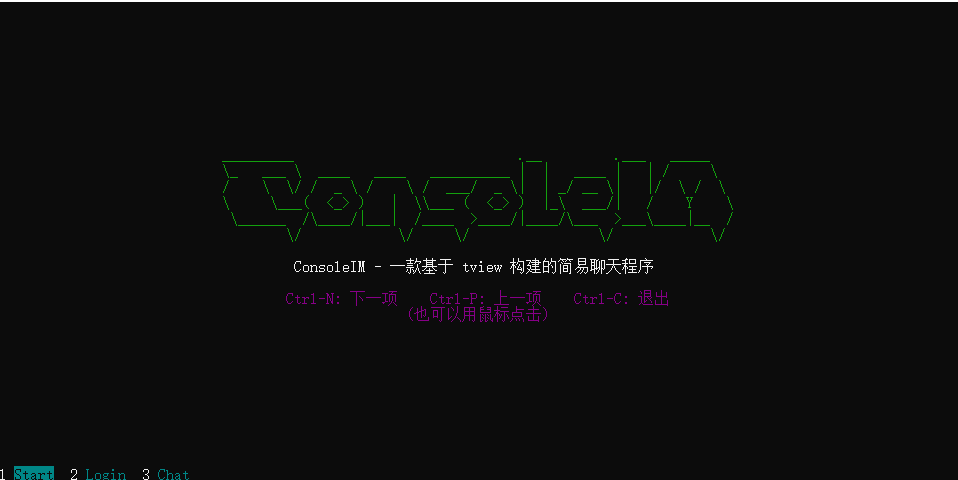 ConsoleIM
ConsoleIM - 一款基于 tview 构建的简易聊天程序
Ctrl-N: 下一项 Ctrl-P: 上一项 Ctrl-C: 退出
(也可以用鼠标点击)
1 Start 2 Login 3 Chat